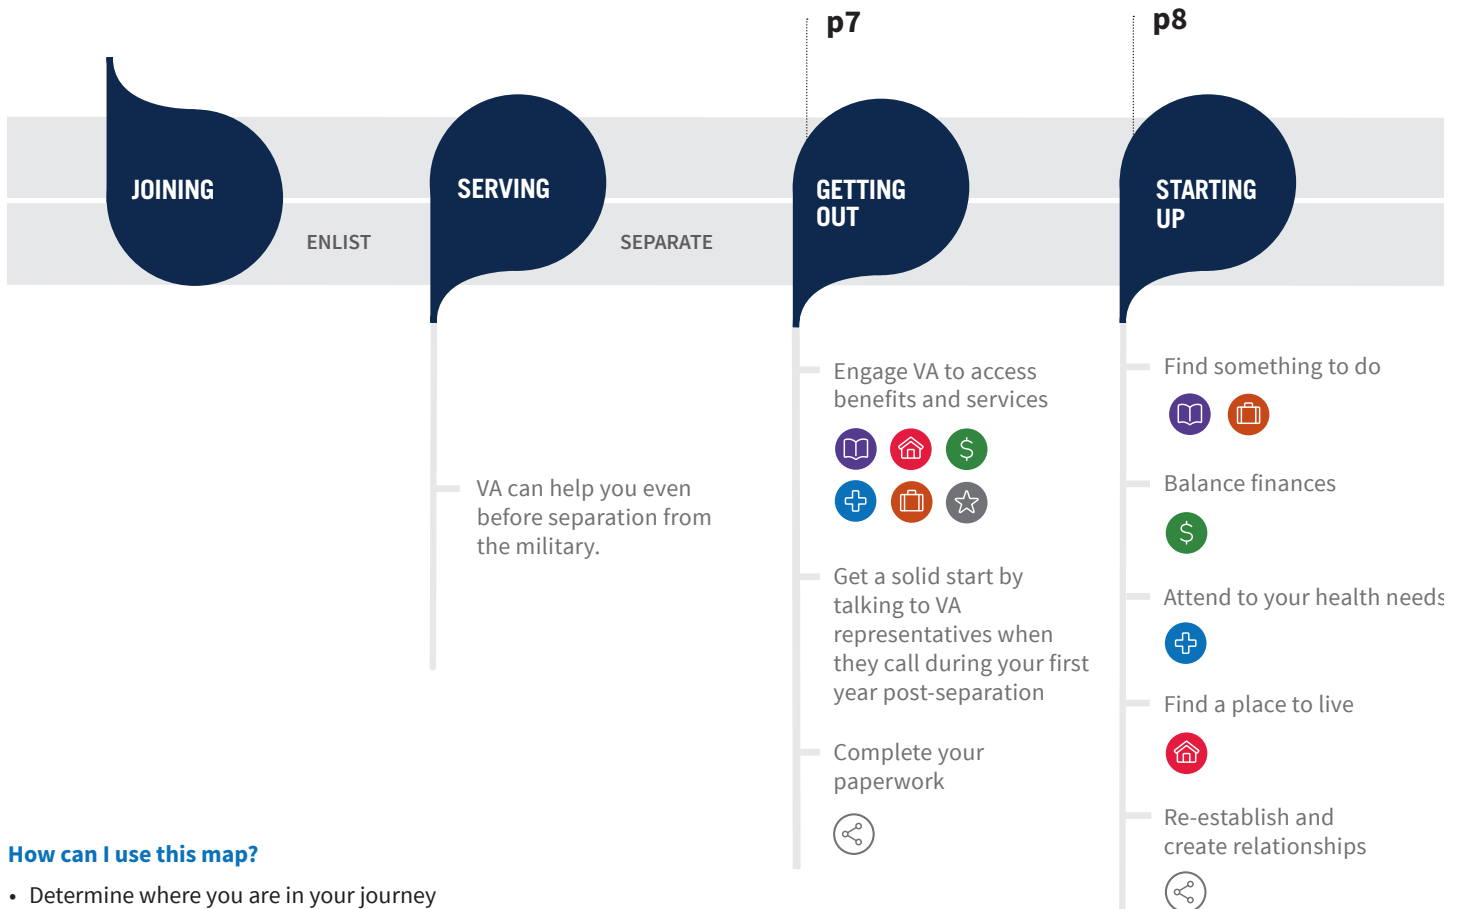 p7
p8
JOINING
SERVING
GETTING
OUT
STARTING
UP
ENLIST
SEPARATE
VA can help you even
before separation from
the military.
Engage VA to access
benefits and services
$
Get a solid start by
talking to VA
representatives when
they call during your first
year post-separation
Complete your
paperwork
Find something to do
Balance finances
$
Attend to your health needs
Find a place to live
Re-establish and
create relationships
How can I use this map?
• Determine where you are in your journey